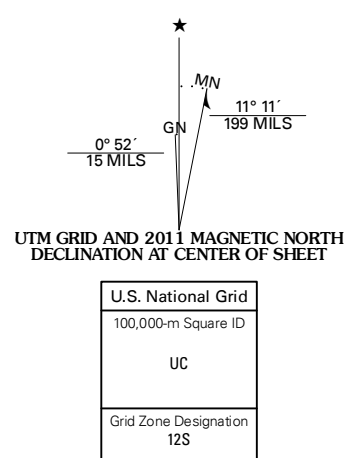 ★
MN
11° 11´
199 MILS
GN
0° 52´
15 MILS
UTM GRID AND 2011 MAGNETIC NORTH
DECLINATION AT CENTER OF SHEET
U.S. National Grid
100,000-m Square ID
UC
Grid Zone Designation
12S